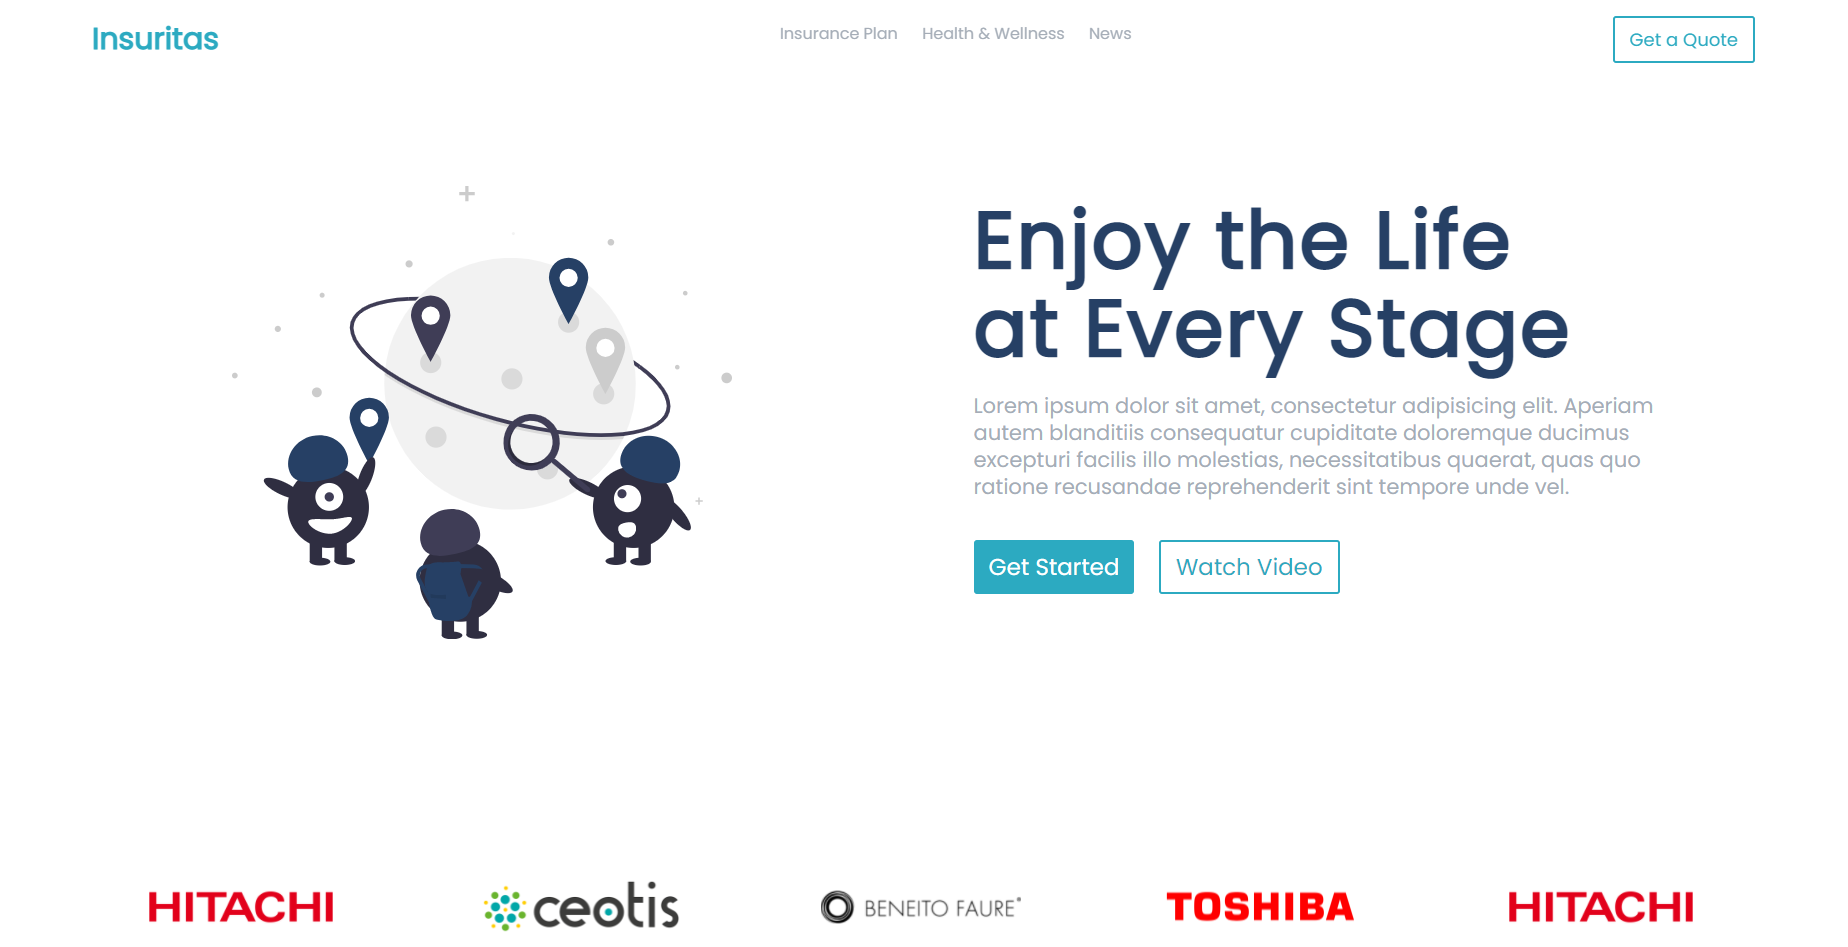 Insuritas
Insurance Plan Health & Wellness News
Get a Quote
Enjoy the Life
at Every Stage
Lorem ipsum dolor sit amet, consectetur adipisicing elit. Aperiam
autem blanditiis consequatur cupiditate doloremque ducimus
excepturi facilis illo molestias, necessitatibus quaerat, quas quo
ratione recusandae reprehenderit sint tempore unde vel.
Get Started
Watch Video
HITACHI
ceotis
BENEITO FAURE®
TOSHIBA
HITACHI